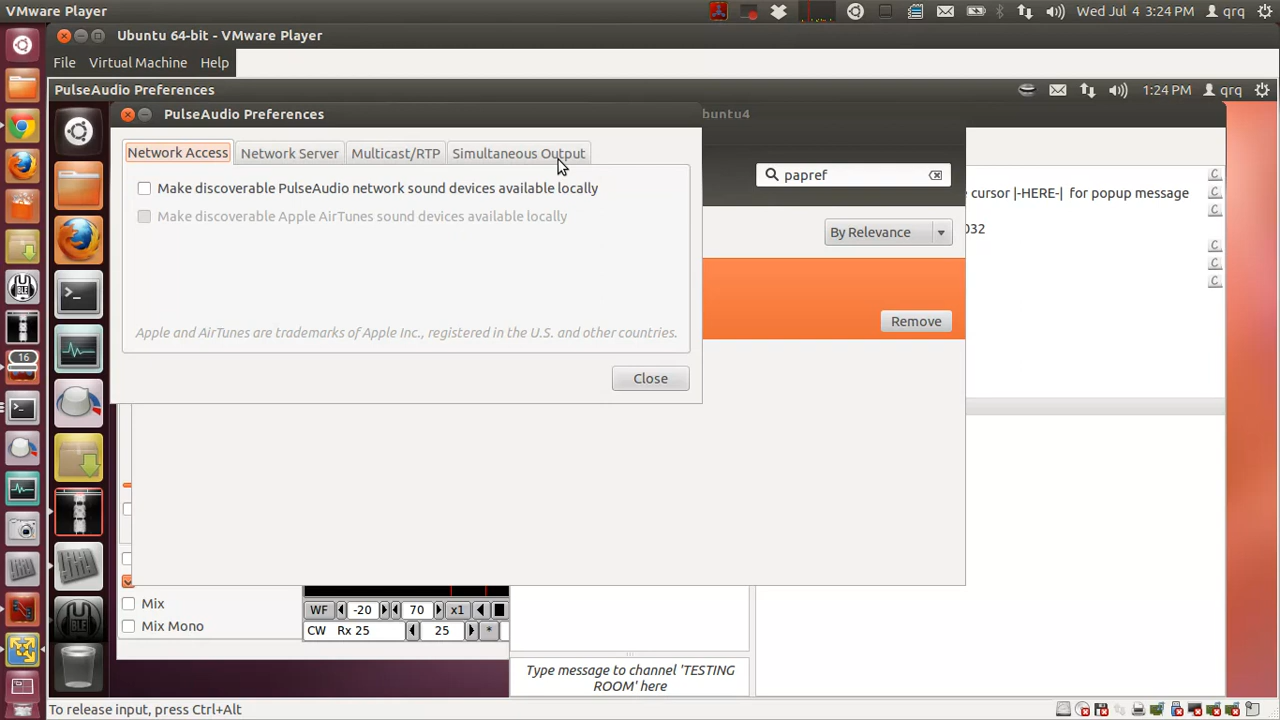 VMware Player
Wed Jul 4 3:24 PM
qrq
Ubuntu 64-bit - VMware Player
File Virtual Machine Help
PulseAudio Preferences
1:24 PM
qrq
PulseAudio Preferences
ubuntu4
Network Access Network Server Multicast/RTP Simultaneous Output
papref
Make discoverable PulseAudio network sound devices available locally
e cursor |-HERE-| for popup message
Make discoverable Apple AirTunes sound devices available locally
By Relevance
032
Apple and AirTunes are trademarks of Apple Inc., registered in the U.S. and other countries.
Remove
Close
16
Mix
WF -20 70 x1
Mix Mono
CW Rx 25 25 *
Type message to channel 'TESTING
ROOM' here
To release input, press Ctrl+Alt